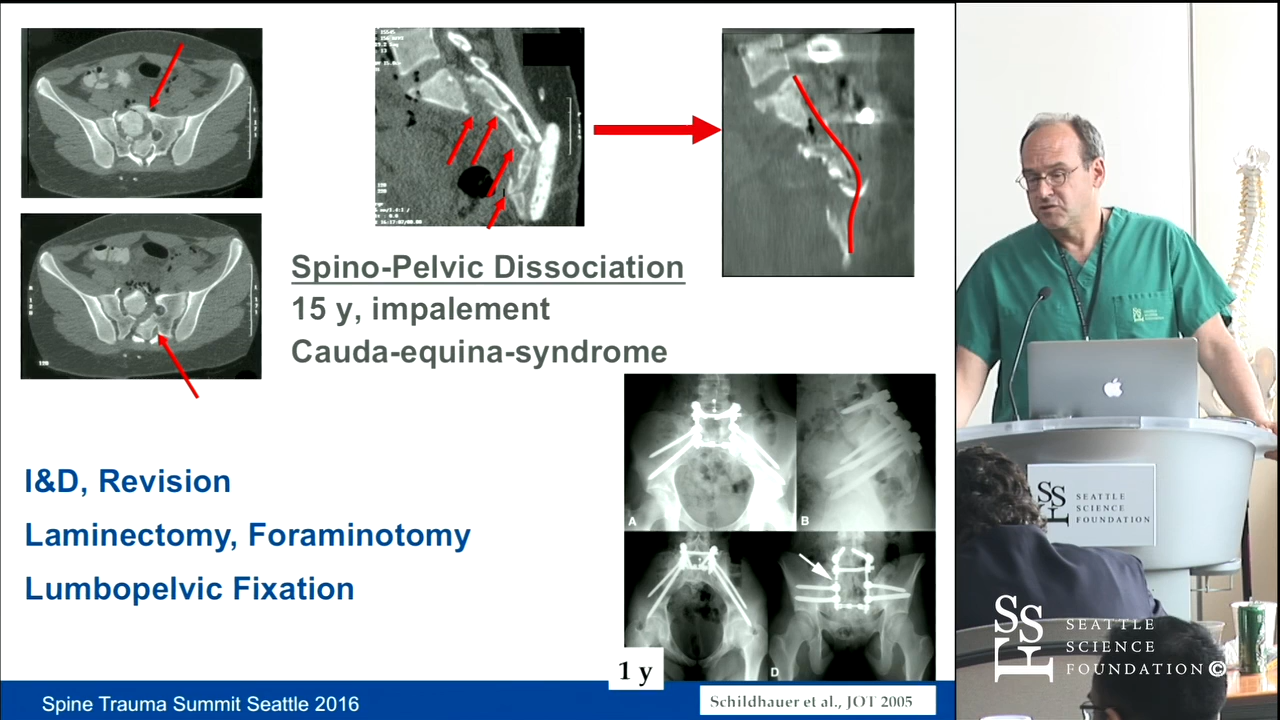 Spino-Pelvic Dissociation
15 y, impalement
Cauda-equina-syndrome
I&D, Revision
Laminectomy, Foraminotomy
Lumbopelvic Fixation
A
B
D
1 y
Schildhauer et al., JOT 2005
Spine Trauma Summit Seattle 2016
SEATTLE
SCIENCE
FOUNDATION
SSF
SEATTLE
SCIENCE
FOUNDATION©